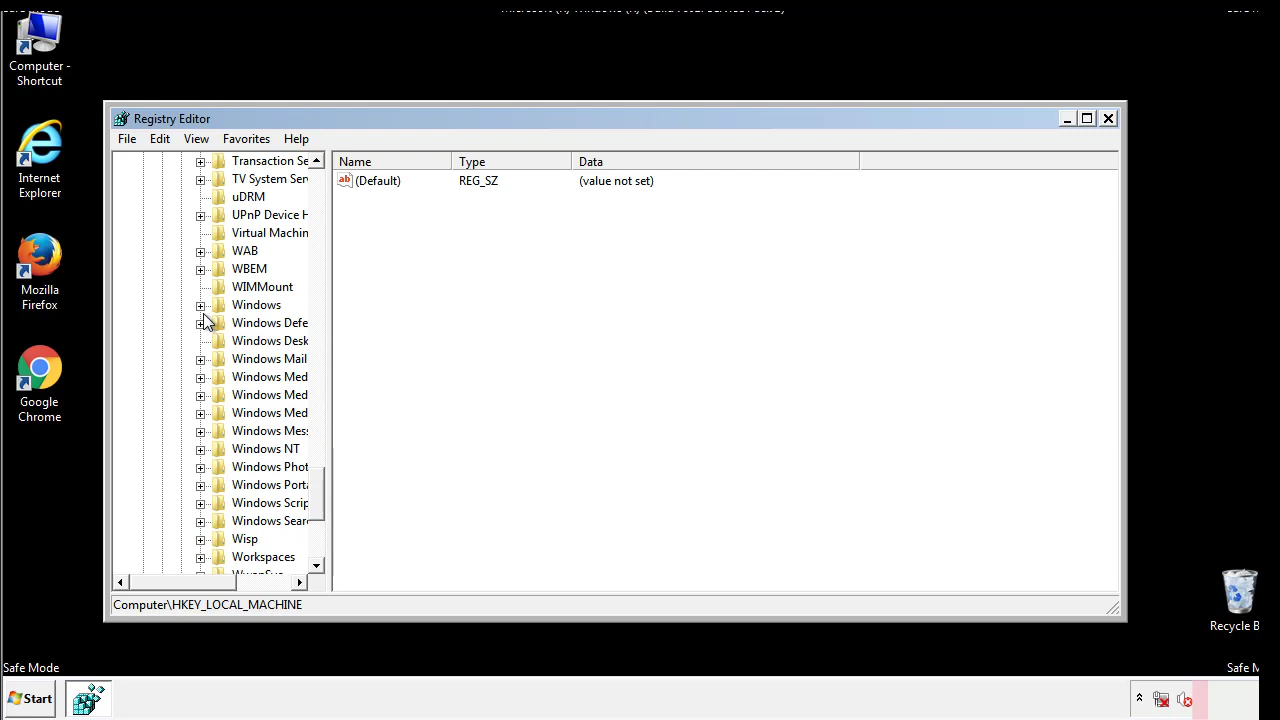 Computer -
Shortcut
Internet
Explorer
Mozilla
Firefox
Google
Chrome
Registry Editor
File Edit View Favorites Help
Transaction Se
TV System Ser
uDRM
UPnP Device H
Virtual Machin
WAB
WBEM
WIMMount
Windows
Windows Defe
Windows Desk
Windows Mail
Windows Med
Windows Med
Windows Med
Windows Mess
Windows NT
Windows Phot
Windows Porta
Windows Scrip
Windows Sear
Wisp
Workspaces
Name Type Data
ab (Default) REG_SZ (value not set)
Computer\HKEY_LOCAL_MACHINE
Recycle B
Safe Mode
Safe M
Start